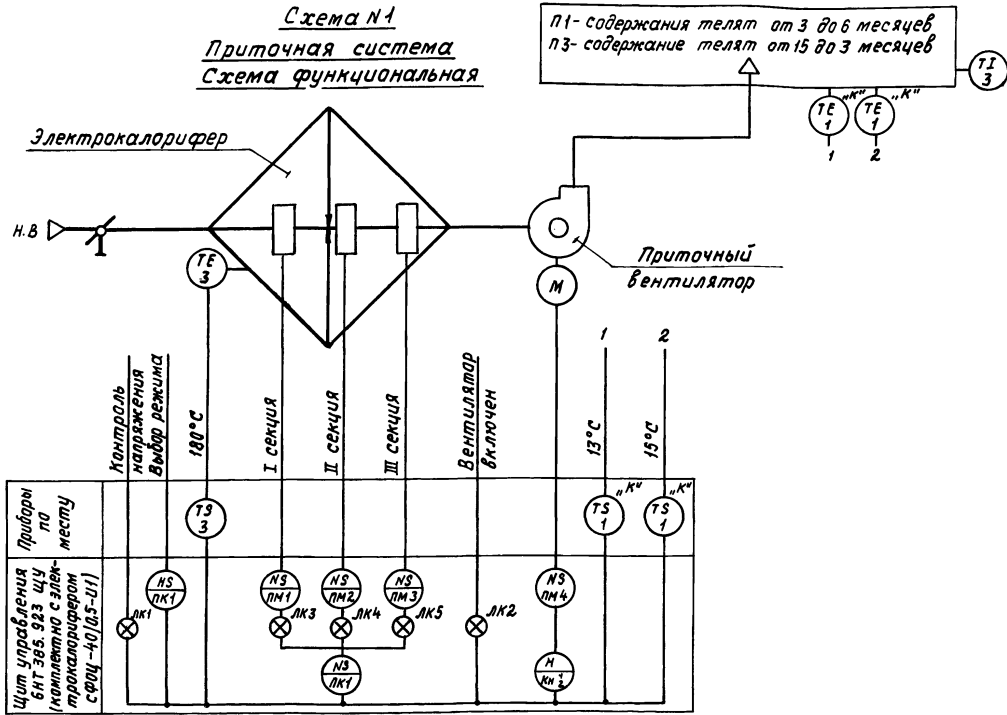 Схема N1
Приточная система
Схема функциональная
П1- содержания телят от 3 до 6 месяцев
П3- содержание телят от 15 до 3 месяцев
TI
3
TE
1
„К"
TE
1
„К"
1
2
Электрокалорифер
Н.В
TE
3
M
Приточный
вентилятор
Контроль
напряжения
Выбор режима
180°С
I секция
II секция
III секция
Вентилятор
включен
1
13°С
2
15°С
Приборы
по
месту
TS
3
TS
1
„К"
TS
1
„К"
Щит управления
6НТ 385.923 ЩУ
(комплектно с элек-
трокалорифером
СФОЦ-40/0,5-U1)
ЛК1
HS
ПК1
NS
ПМ1
NS
ПМ2
NS
ПМ3
ЛК3
ЛК4
ЛК5
NS
ПК1
ЛК2
NS
ПМ4
H
Кн 1/2